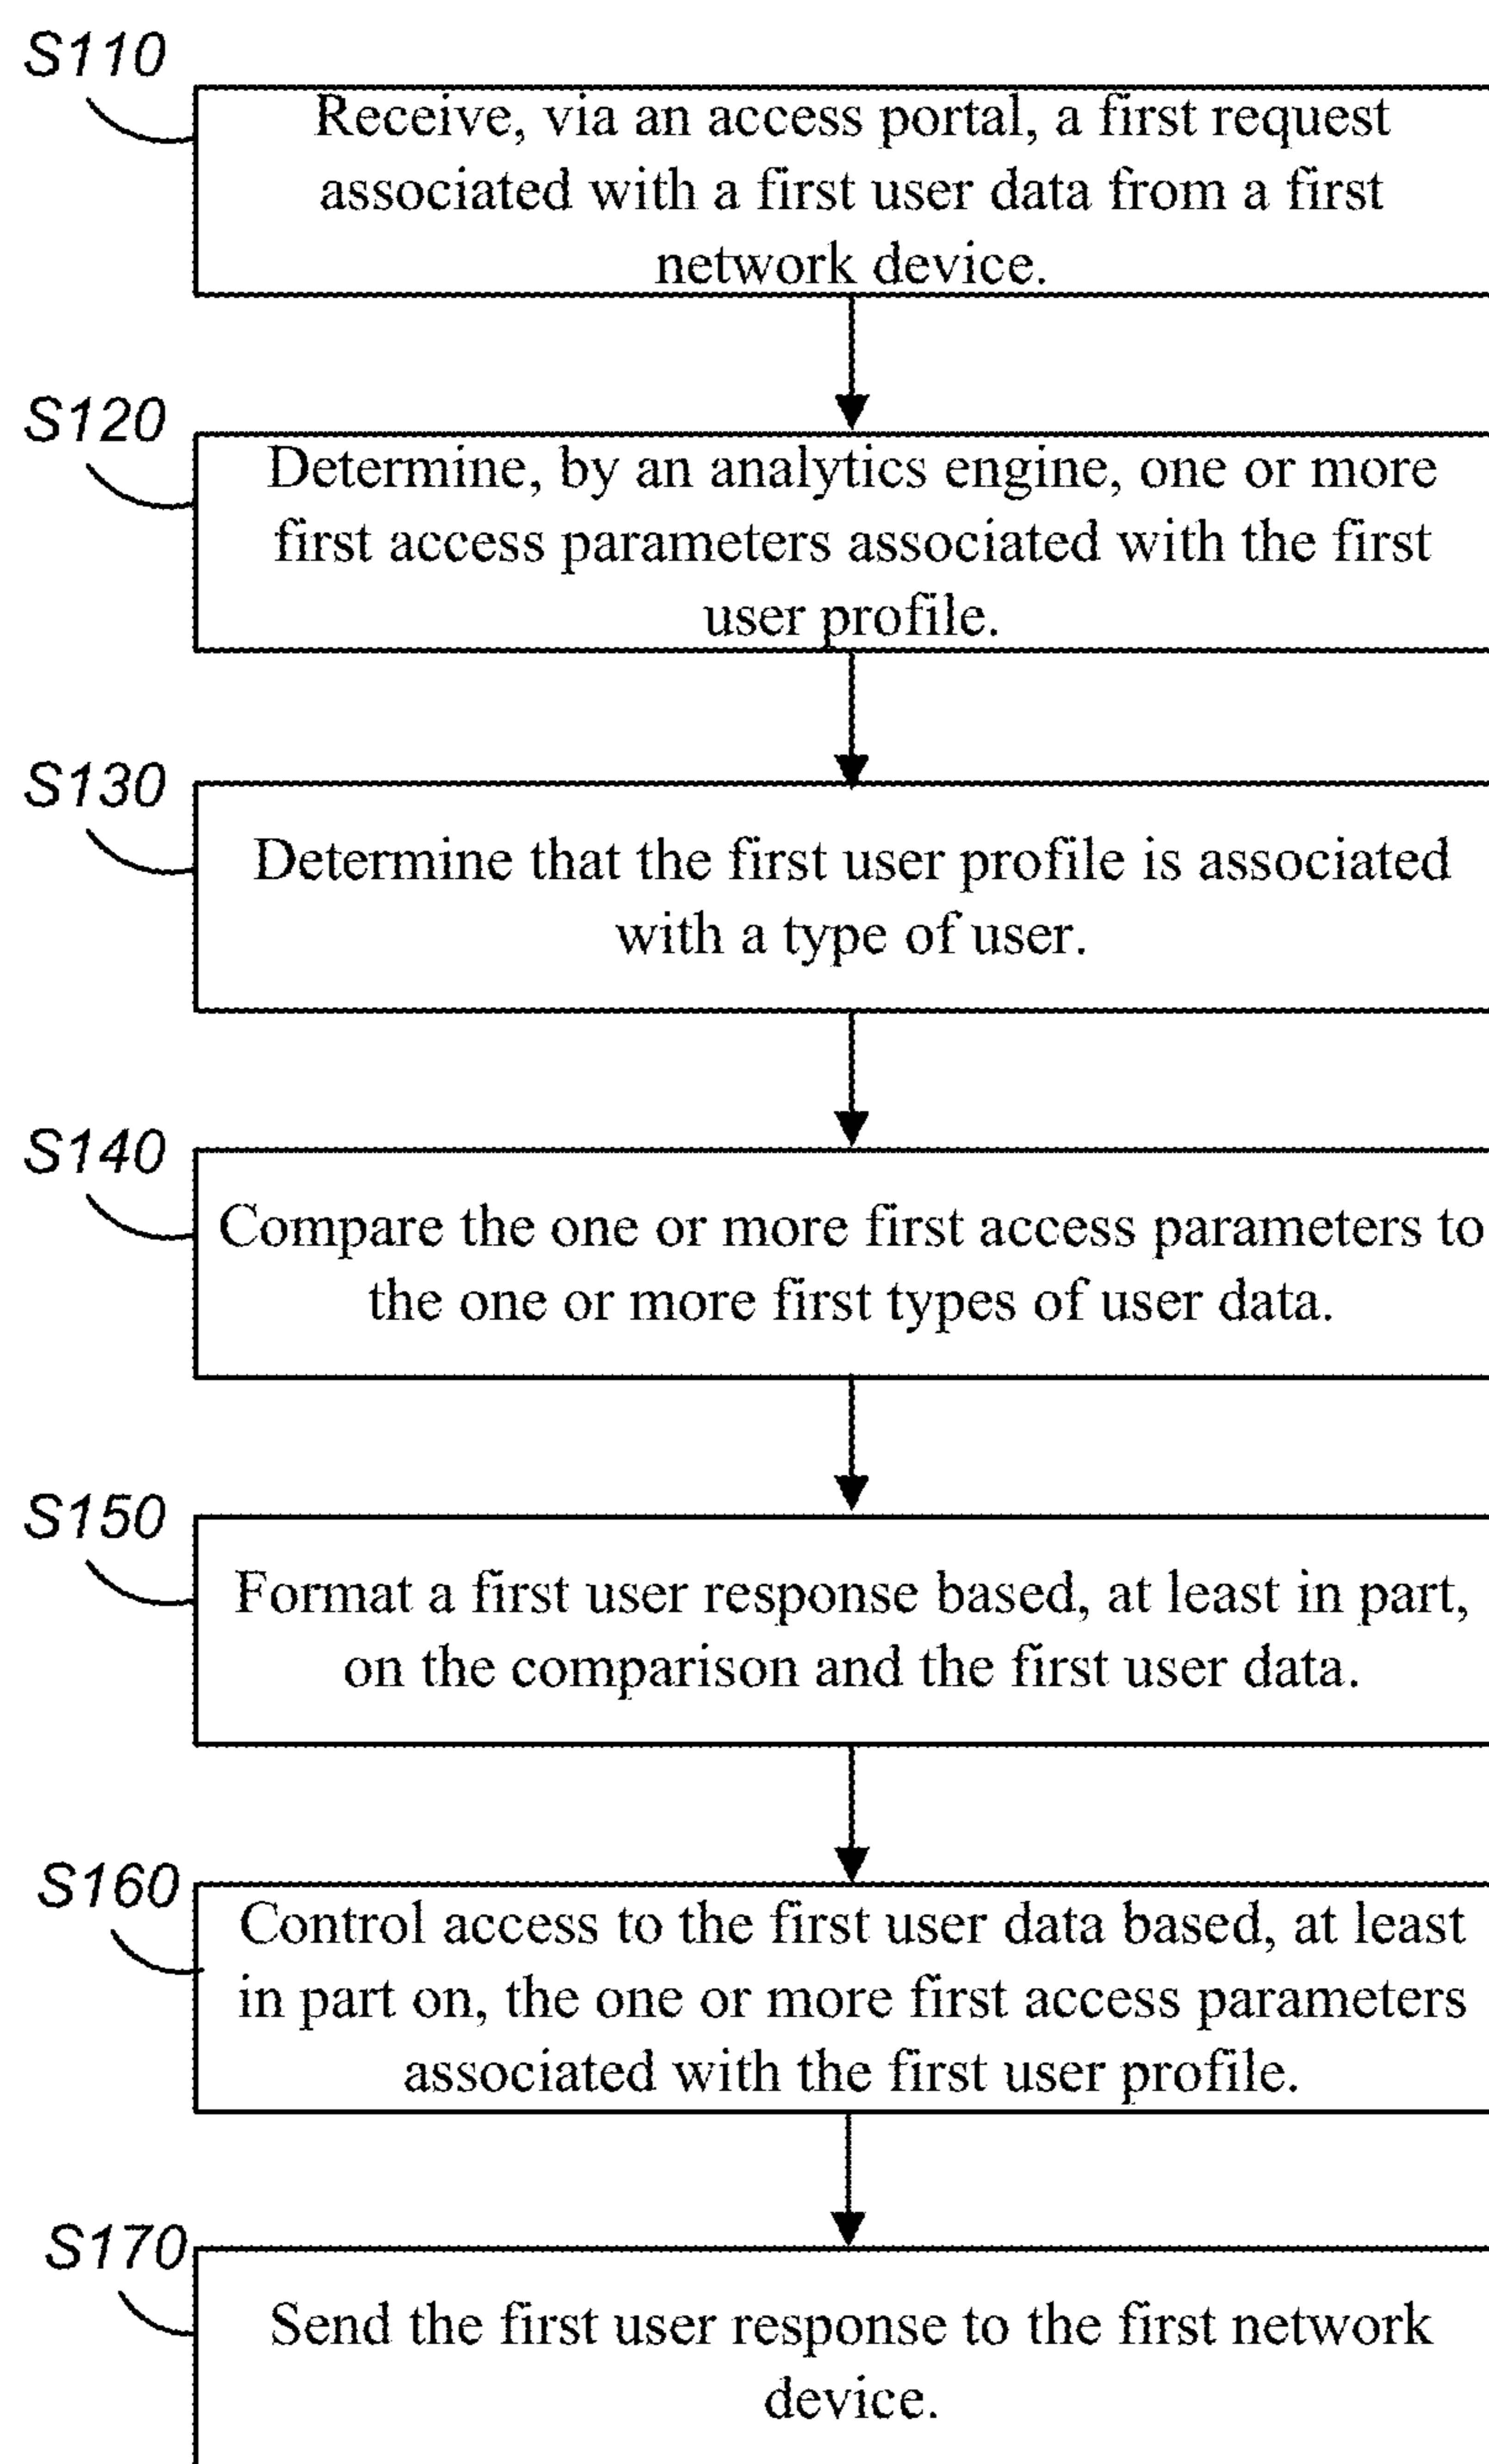 S110
Receive, via an access portal, a first request
associated with a first user data from a first
network device.
S120
Determine, by an analytics engine, one or more
first access parameters associated with the first
user profile.
S130
Determine that the first user profile is associated
with a type of user.
S140
Compare the one or more first access parameters to
the one or more first types of user data.
S150
Format a first user response based, at least in part,
on the comparison and the first user data.
S160
Control access to the first user data based, at least
in part on, the one or more first access parameters
associated with the first user profile.
S170
Send the first user response to the first network
device.